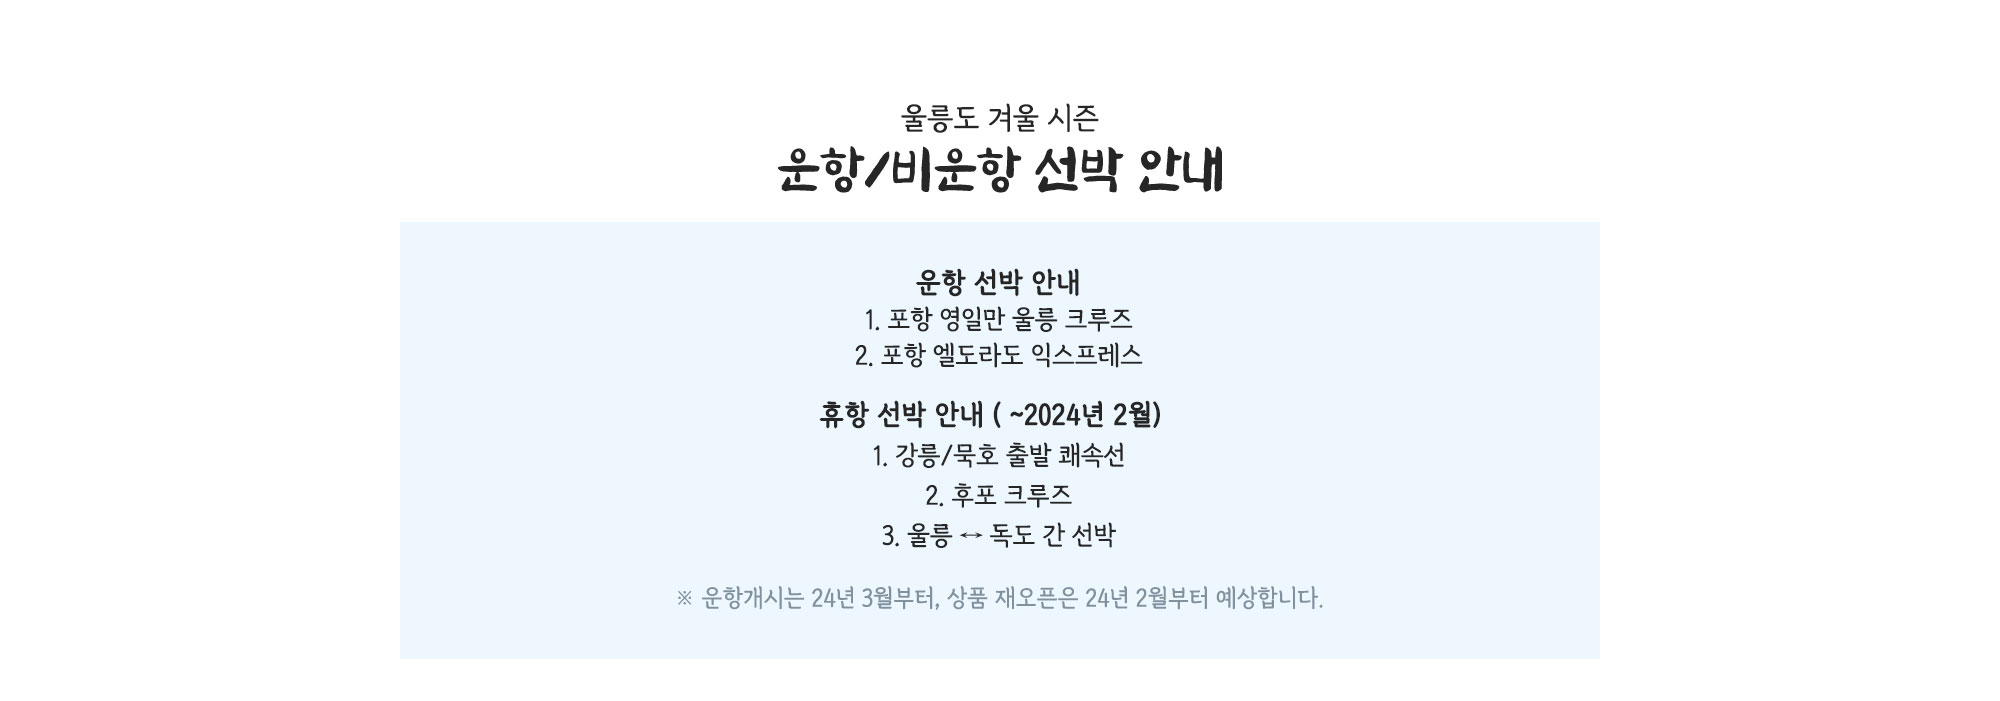 울릉도 겨울 시즌
운항/비운항 선박 안내
운항 선박 안내
1. 포항 영일만 울릉 크루즈
2. 포항 엘도라도 익스프레스
휴항 선박 안내 ( ~2024년 2월)
1. 강릉/묵호 출발 쾌속선
2. 후포 크루즈
3. 울릉 ↔ 독도 간 선박
※ 운항개시는 24년 3월부터, 상품 재오픈은 24년 2월부터 예상합니다.